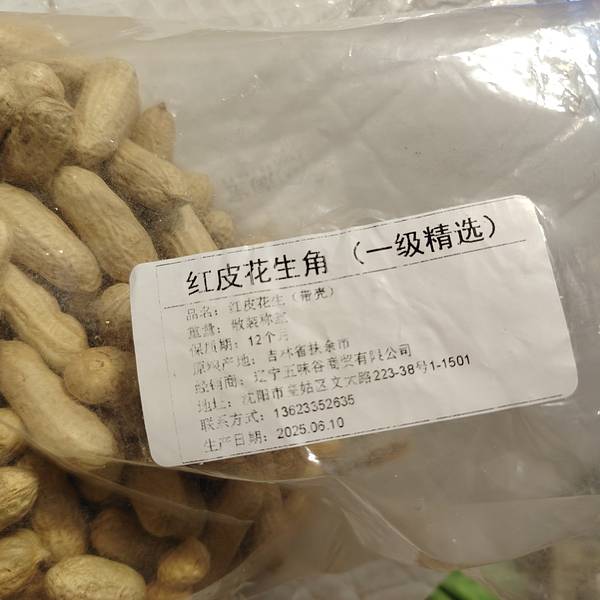 红皮花生角（一级精选）
品名：红皮花生（带壳）
重量：散装称重
保质期：12个月
原料产地：吉林省扶余市
经销商：辽宁五味谷商贸有限公司
地址：沈阳市皇姑区文大路223-38号1-1501
联系方式：13623352635
生产日期：2025.06.10